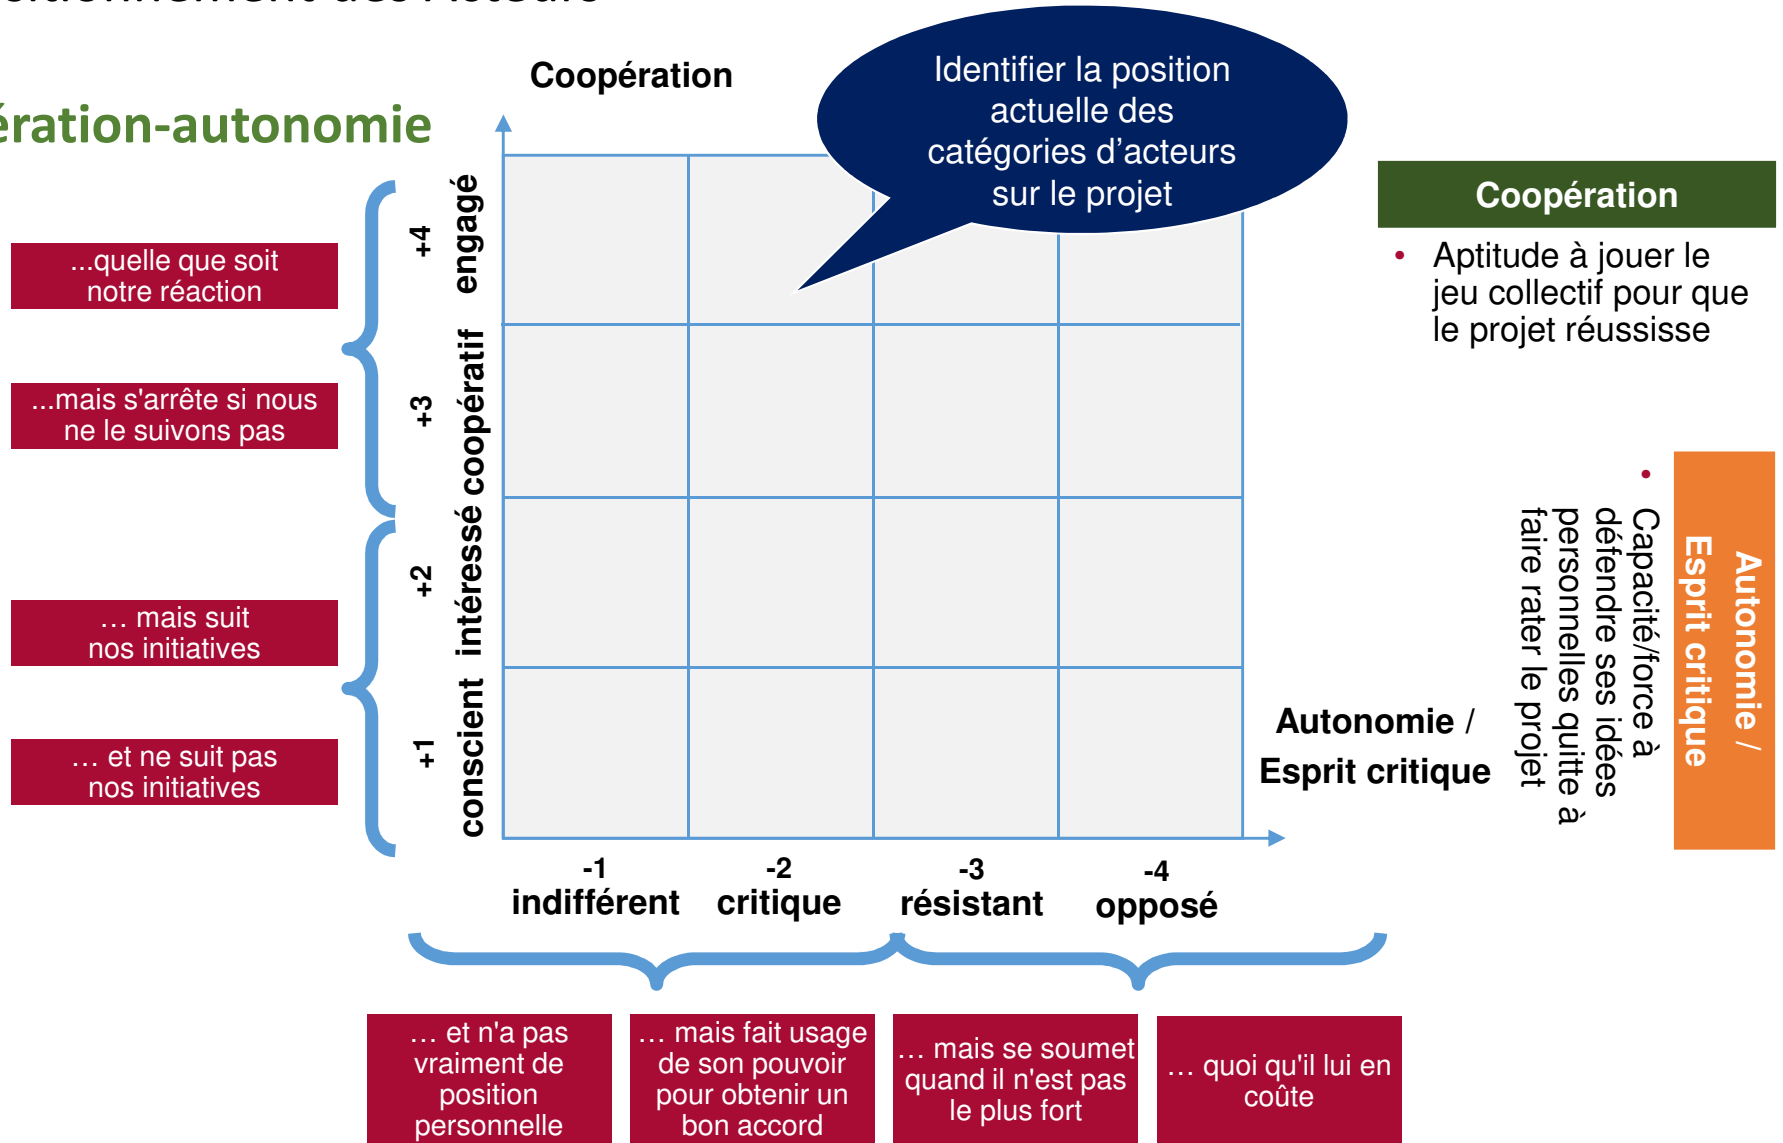 Coopération
Identifier la position
actuelle des
catégories d'acteurs
sur le projet
Coopération
• Aptitude à jouer le
jeu collectif pour que
le projet réussisse
...quelle que soit
notre réaction
...mais s'arrête si nous
ne le suivons pas
… mais suit
nos initiatives
… et ne suit pas
nos initiatives
+4
engagé
+3
coopératif
+2
intéressé
+1
conscient
Autonomie /
Esprit critique
Autonomie /
Esprit critique
• Capacité/force à
défendre ses idées
personnelles quitte à
faire rater le projet
-1
indifférent
-2
critique
-3
résistant
-4
opposé
… et n'a pas
vraiment de
position
personnelle
… mais fait usage
de son pouvoir
pour obtenir un
bon accord
… mais se soumet
quand il n'est pas
le plus fort
… quoi qu'il lui en
coûte